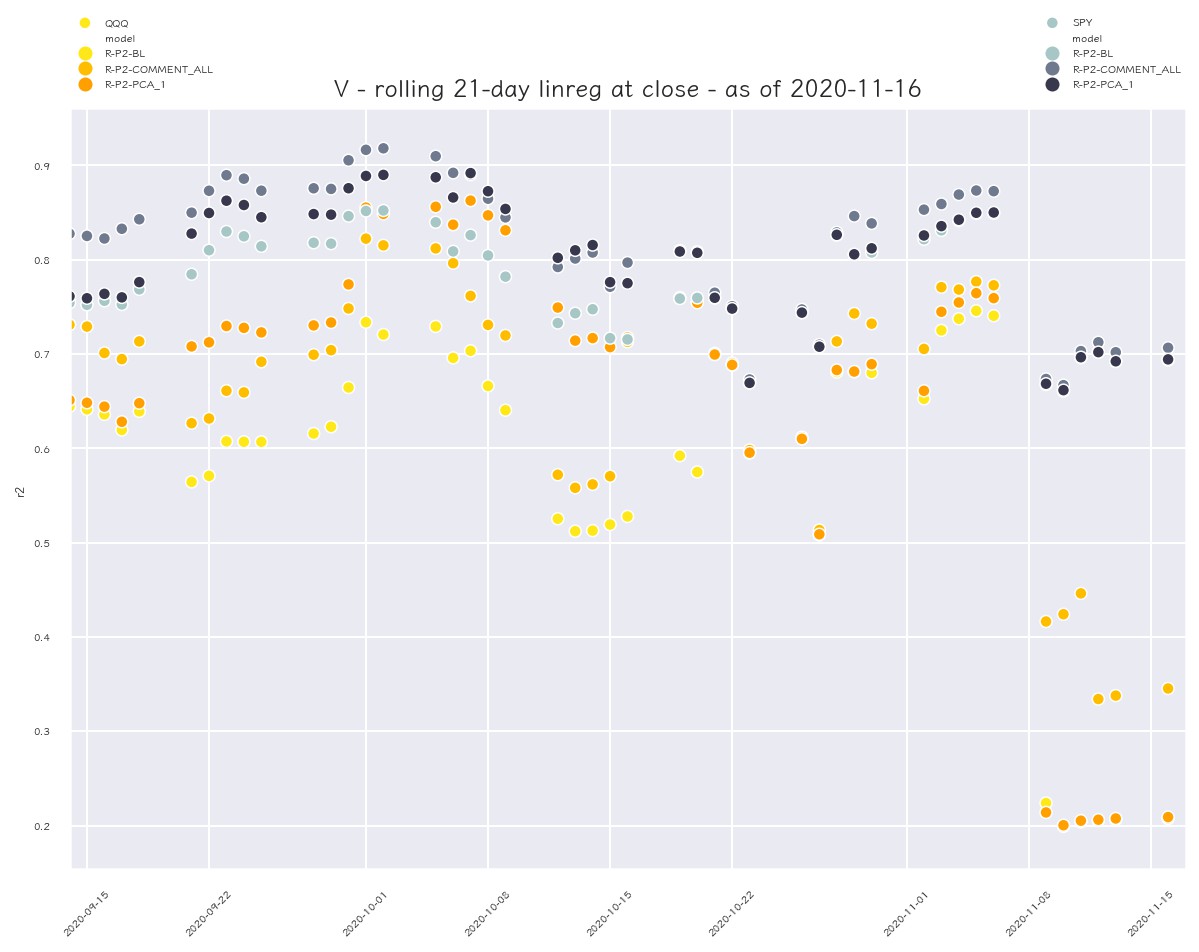 QQQ
model
R-P2-BL
R-P2-COMMENT_ALL
R-P2-PCA_1
SPY
model
R-P2-BL
R-P2-COMMENT_ALL
R-P2-PCA_1
V - rolling 21-day linreg at close - as of 2020-11-16
r2
0.9
0.8
0.7
0.6
0.5
0.4
0.3
0.2
2020-09-15
2020-09-22
2020-10-01
2020-10-08
2020-10-15
2020-10-22
2020-11-01
2020-11-08
2020-11-15